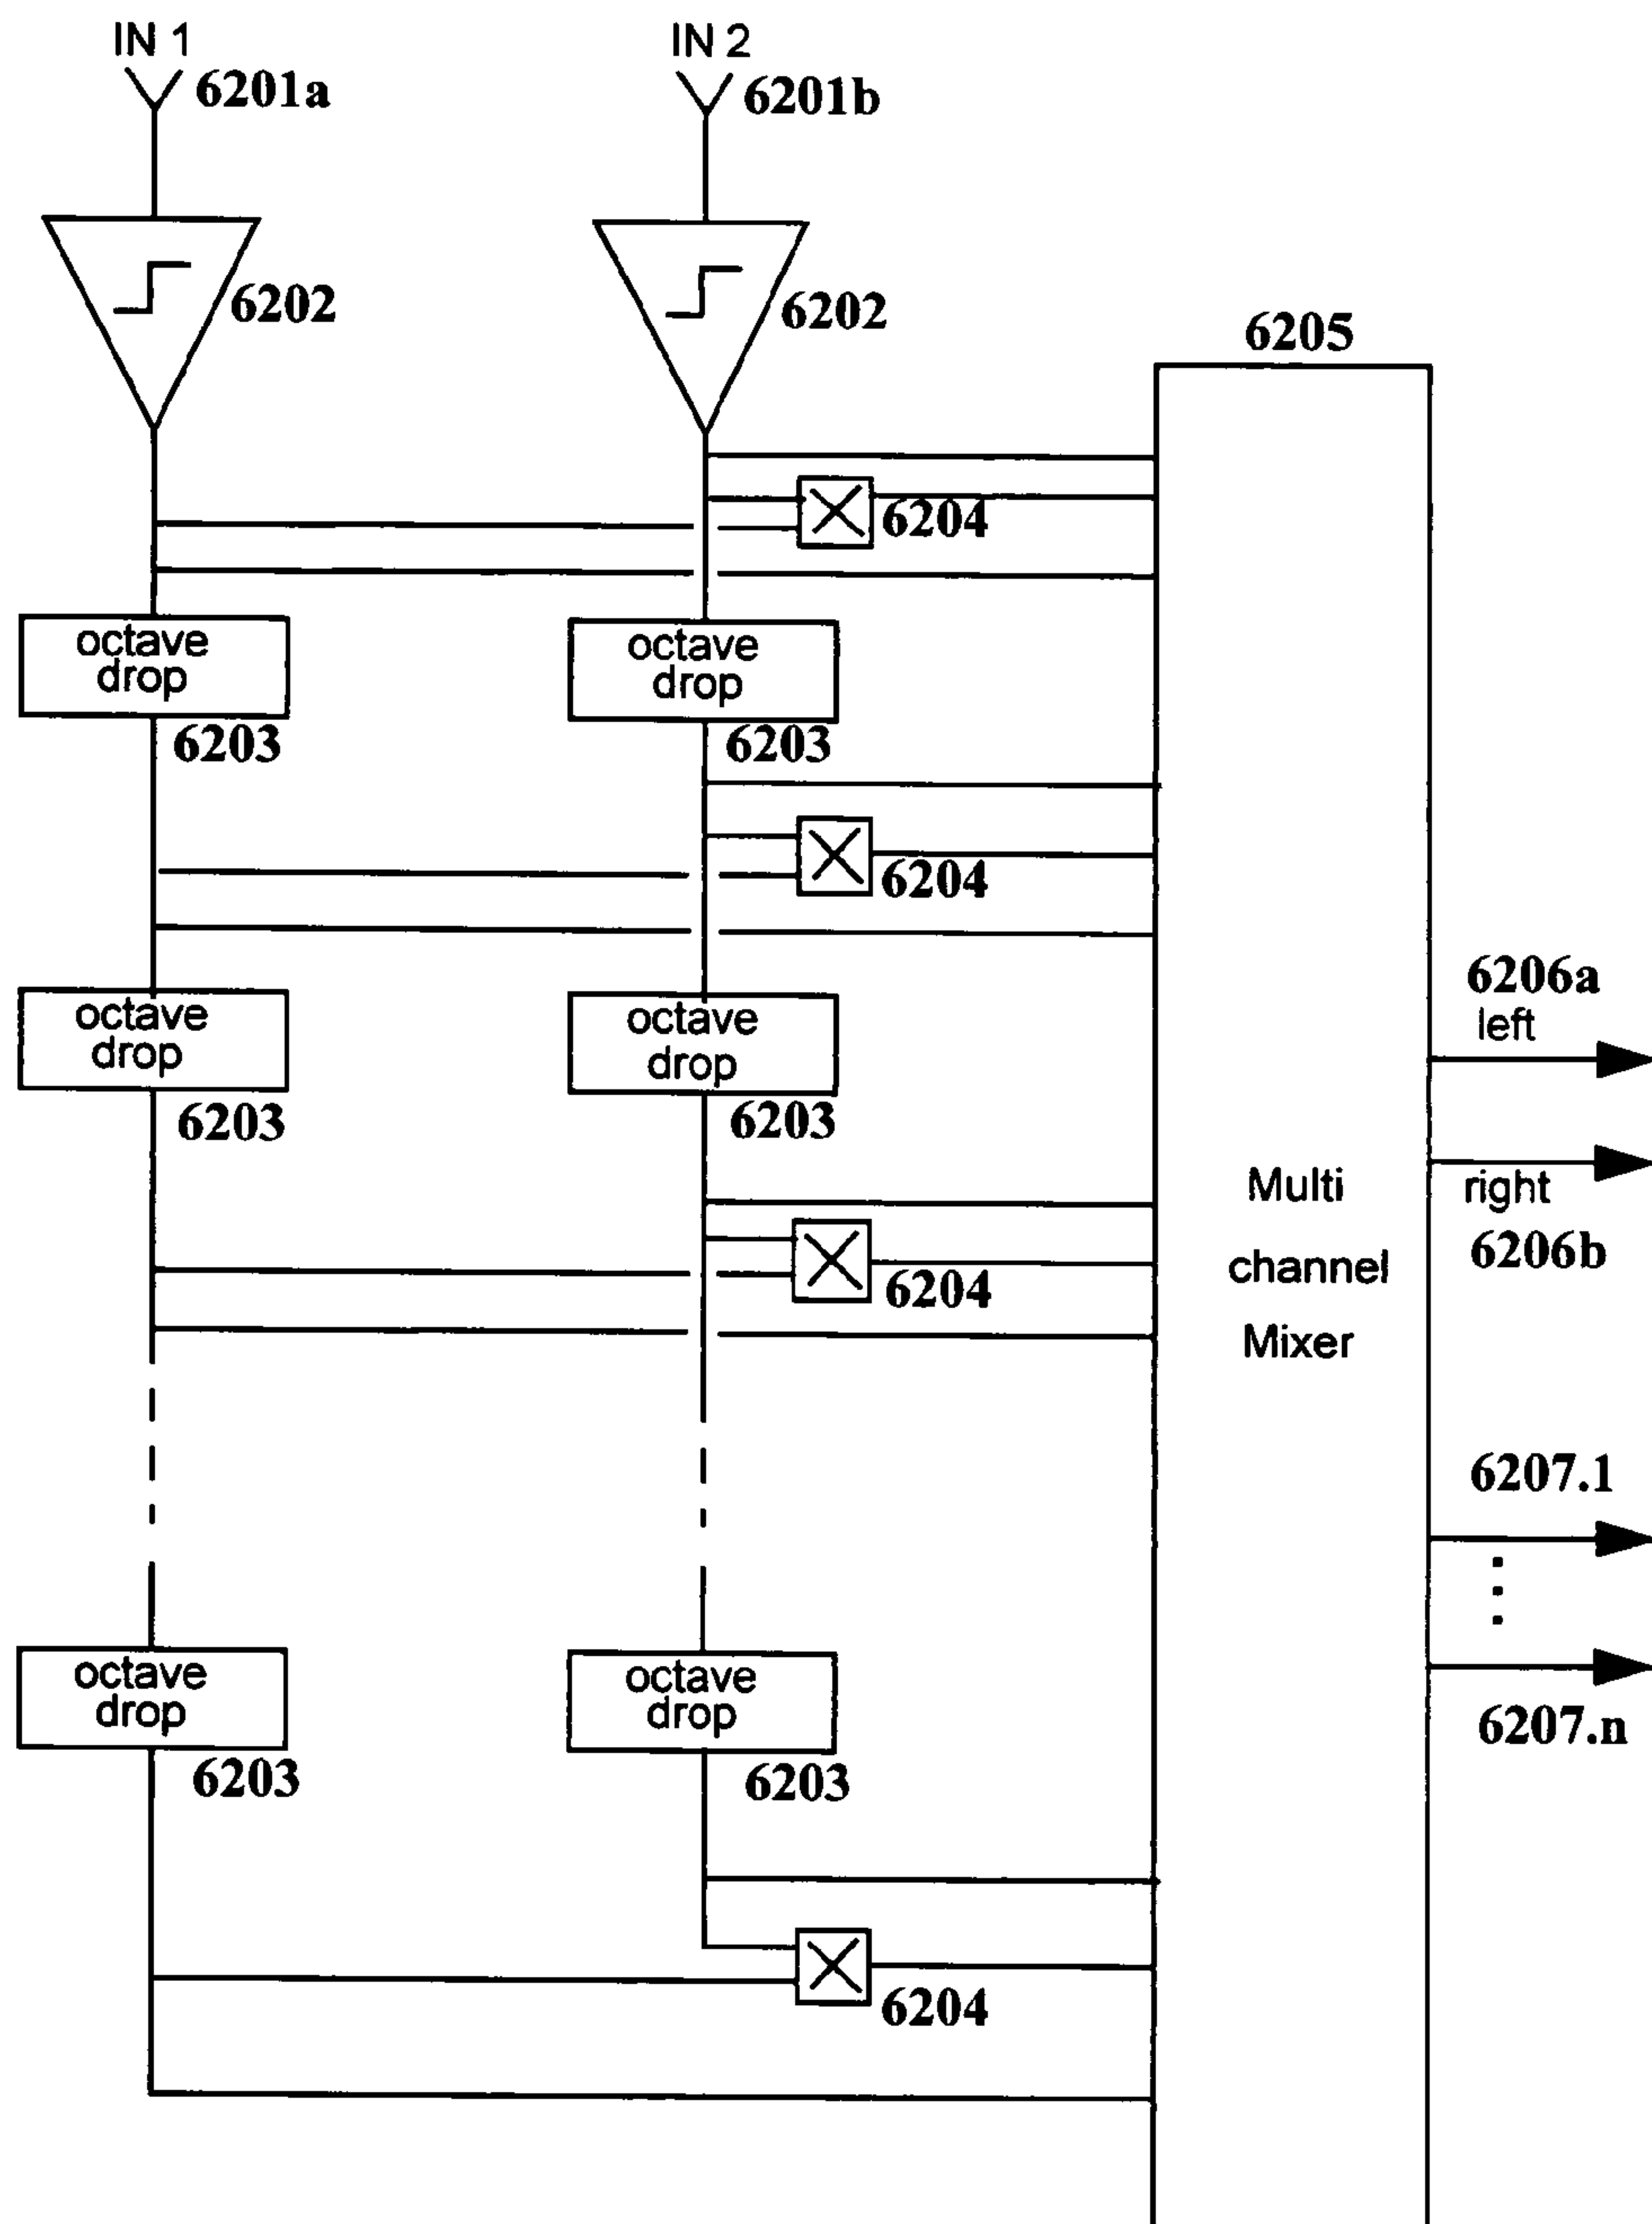 IN 1
6201a
IN 2
6201b
6202
6202
6205
6204
octave
drop
6203
octave
drop
6203
6204
octave
drop
6203
octave
drop
6203
6206a
left
right
6206b
Multi
channel
Mixer
6204
6207.1
6207.n
octave
drop
6203
octave
drop
6203
6204